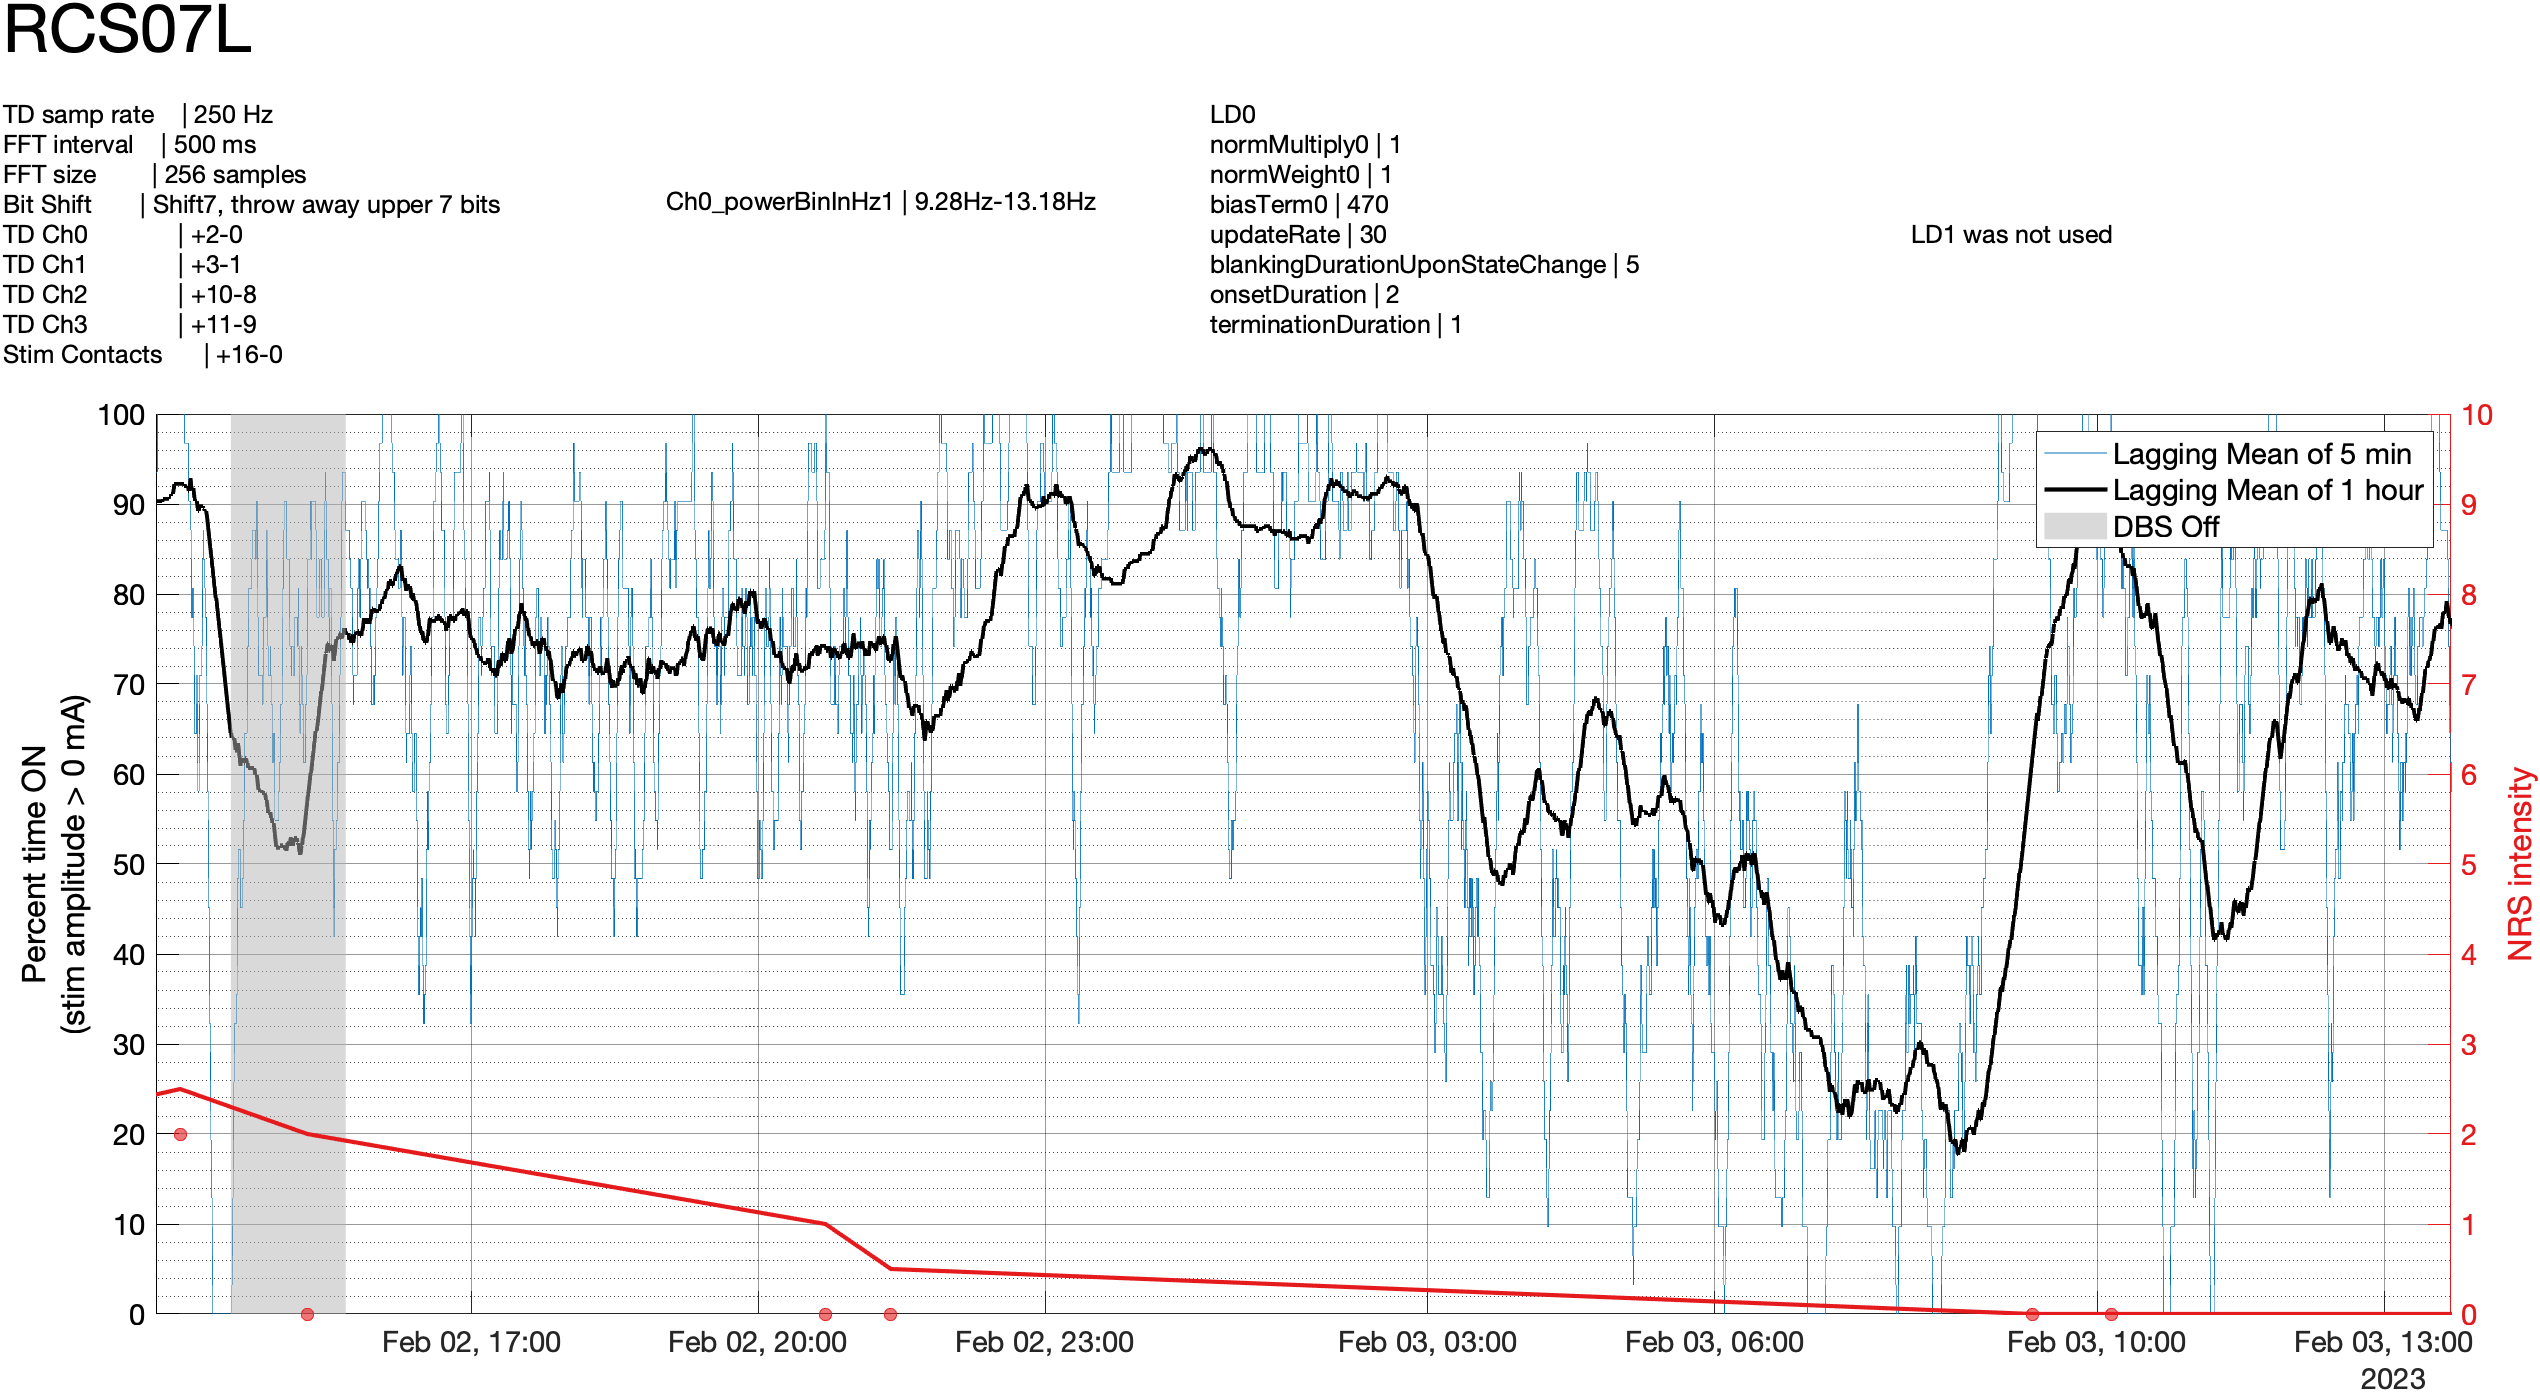 RCS07L
TD samp rate | 250 Hz
FFT interval | 500 ms
FFT size | 256 samples
Bit Shift | Shift7, throw away upper 7 bits
TD Ch0 | +2-0
TD Ch1 | +3-1
TD Ch2 | +10-8
TD Ch3 | +11-9
Stim Contacts | +16-0
Ch0_powerBinInHz1 | 9.28Hz-13.18Hz
LD0
normMultiply0 | 1
normWeight0 | 1
biasTerm0 | 470
updateRate | 30
blankingDurationUponStateChange | 5
onsetDuration | 2
terminationDuration | 1
LD1 was not used
Percent time ON
(stim amplitude > 0 mA)
100
90
80
70
60
50
40
30
20
10
0
Lagging Mean of 5 min
Lagging Mean of 1 hour
DBS Off
10
9
8
7
6
5
4
3
2
1
0
NRS intensity
Feb 02, 17:00
Feb 02, 20:00
Feb 02, 23:00
Feb 03, 03:00
Feb 03, 06:00
Feb 03, 10:00
Feb 03, 13:00
2023